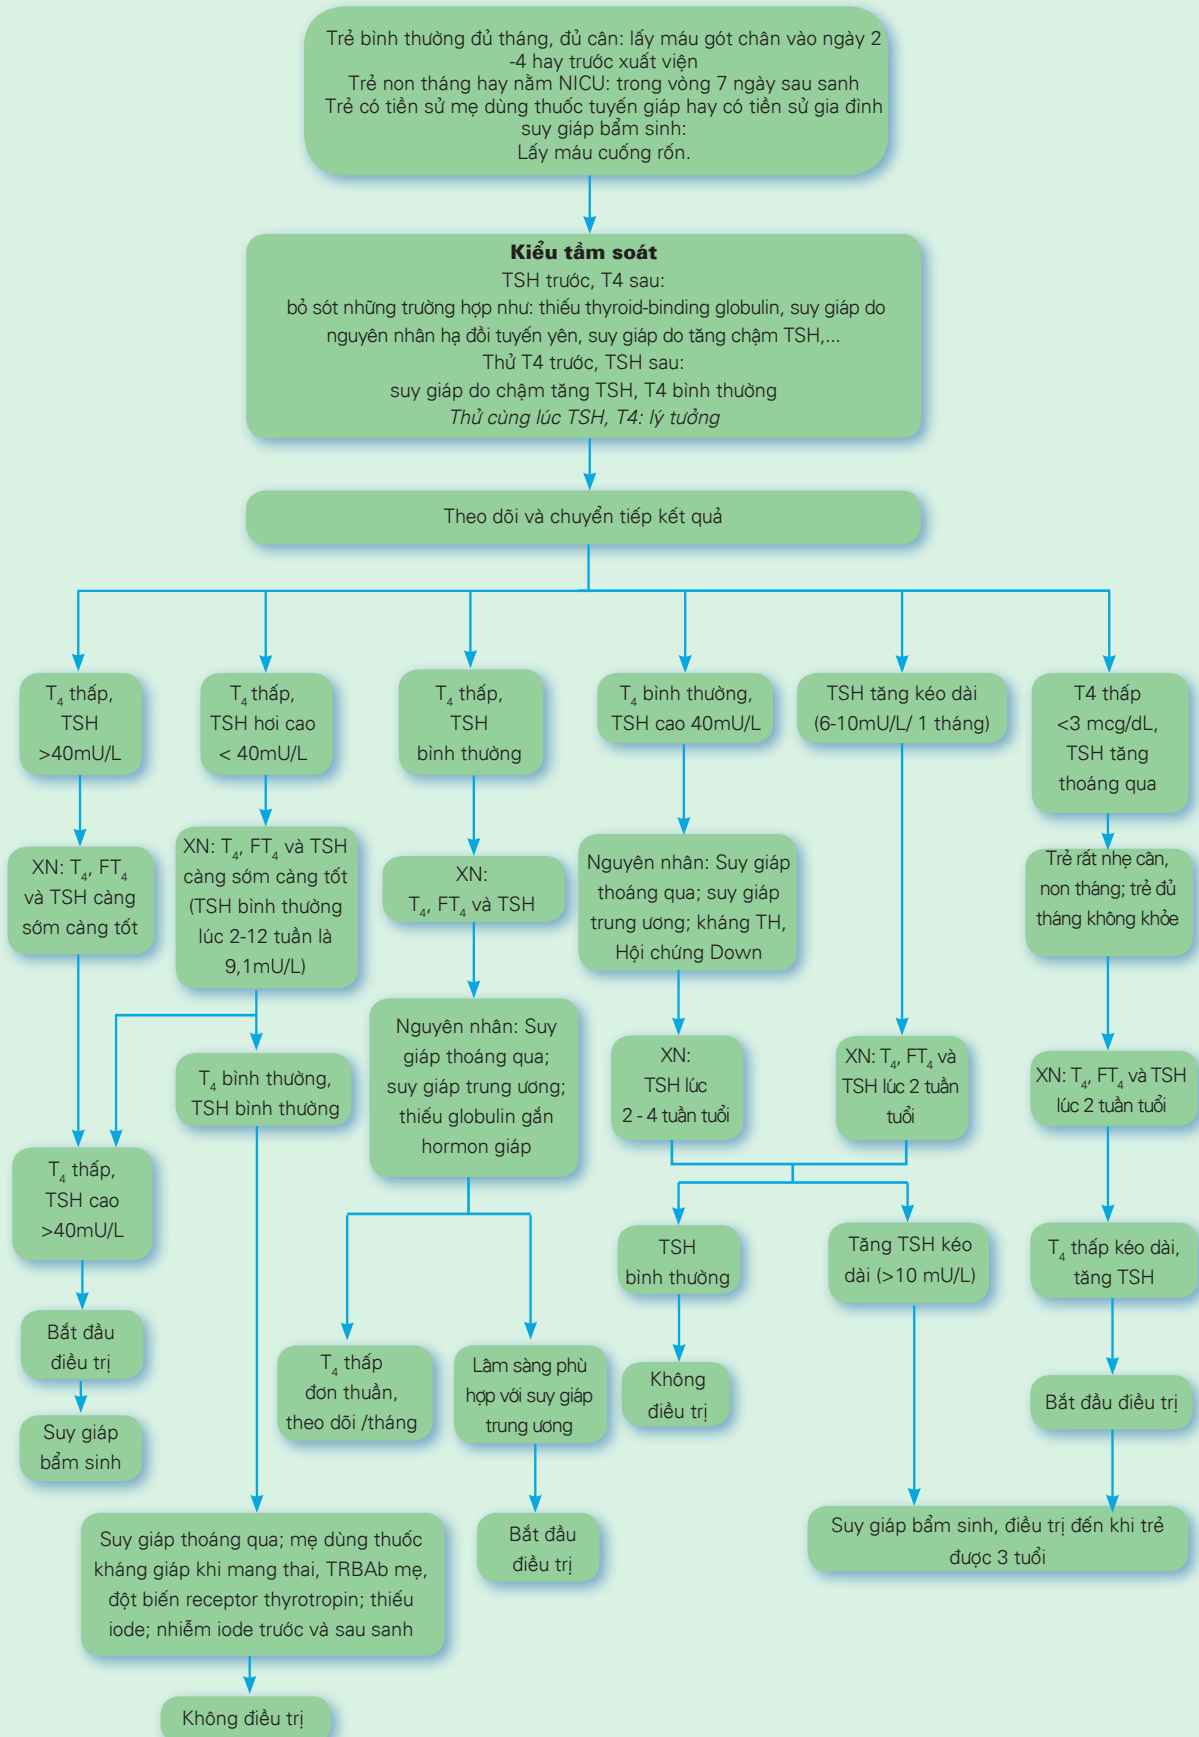 Trẻ bình thường đủ tháng, đủ cân: lấy máu gót chân vào ngày 2
-4 hay trước xuất viện
Trẻ non tháng hay nằm NICU: trong vòng 7 ngày sau sanh
Trẻ có tiền sử mẹ dùng thuốc tuyến giáp hay có tiền sử gia đình
suy giáp bẩm sinh:
Lấy máu cuống rốn.
Kiểu tầm soát
TSH trước, T4 sau:
bỏ sót những trường hợp như: thiếu thyroid-binding globulin, suy giáp do
nguyên nhân hạ đồi tuyến yên, suy giáp do tăng chậm TSH,...
Thử T4 trước, TSH sau:
suy giáp do chậm tăng TSH, T4 bình thường
Thử cùng lúc TSH, T4: lý tưởng
Theo dõi và chuyển tiếp kết quả
T₄ thấp,
TSH
>40mU/L
T₄ thấp,
TSH hơi cao
< 40mU/L
T₄ thấp,
TSH
bình thường
T₄ bình thường,
TSH cao 40mU/L
TSH tăng kéo dài
(6-10mU/L/ 1 tháng)
T4 thấp
<3 mcg/dL,
TSH tăng
thoáng qua
XN: T₄, FT₄
và TSH càng
sớm càng tốt
XN: T₄, FT₄ và TSH
càng sớm càng tốt
(TSH bình thường
lúc 2-12 tuần là
9,1mU/L)
XN:
T₄, FT₄ và TSH
Nguyên nhân: Suy giáp
thoáng qua; suy giáp
trung ương; kháng TH,
Hội chứng Down
Trẻ rất nhẹ cân,
non tháng; trẻ đủ
tháng không khỏe
T₄ bình thường,
TSH bình thường
Nguyên nhân: Suy
giáp thoáng qua;
suy giáp trung ương;
thiếu globulin gắn
hormon giáp
XN:
TSH lúc
2 - 4 tuần tuổi
XN: T₄, FT₄ và
TSH lúc 2 tuần
tuổi
XN: T₄, FT₄ và TSH
lúc 2 tuần tuổi
T₄ thấp,
TSH cao
>40mU/L
TSH
bình thường
Tăng TSH kéo
dài (>10 mU/L)
T₄ thấp kéo dài,
tăng TSH
Bắt đầu
điều trị
T₄ thấp
đơn thuần,
theo dõi /tháng
Lâm sàng phù
hợp với suy giáp
trung ương
Không
điều trị
Bắt đầu điều trị
Suy giáp
bẩm sinh
Suy giáp thoáng qua; mẹ dùng thuốc
kháng giáp khi mang thai, TRBAb mẹ,
đột biến receptor thyrotropin; thiếu
iode; nhiễm iode trước và sau sanh
Bắt đầu
điều trị
Suy giáp bẩm sinh, điều trị đến khi trẻ
được 3 tuổi
Không điều trị